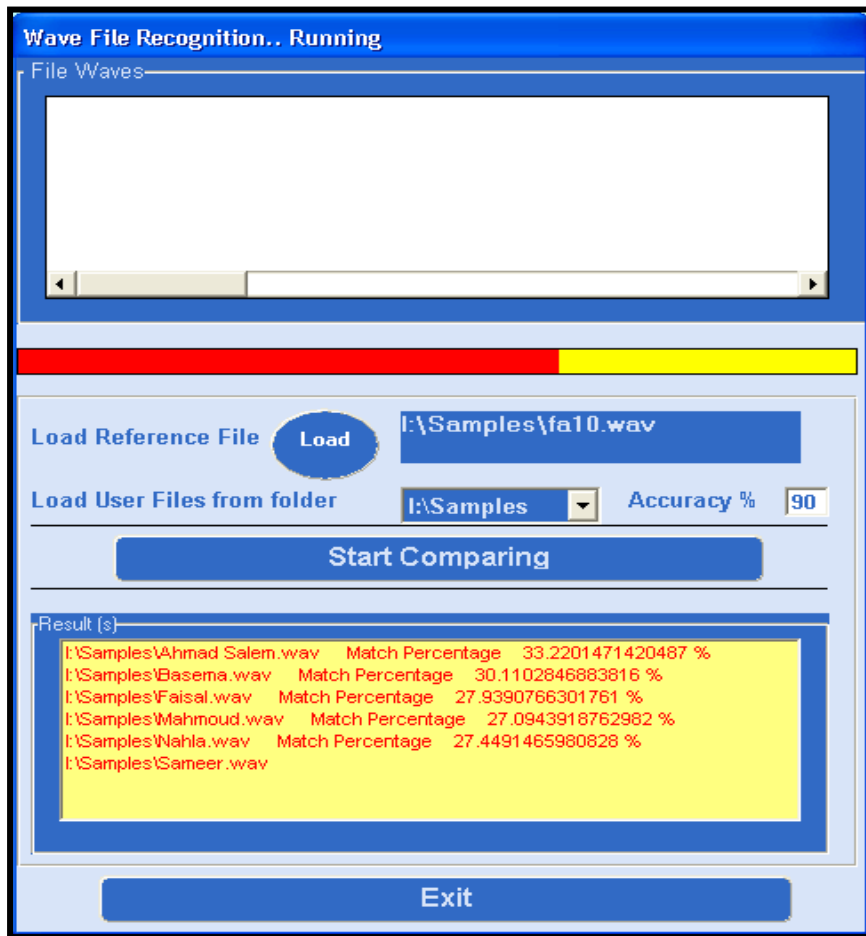 Wave File Recognition.. Running
File Waves
Load Reference File Load I:\Samples\fa10.wav
Load User Files from folder I:\Samples Accuracy % 90
Start Comparing
Result (s)
I:\Samples\Ahmad Salem.wav Match Percentage 33.2201471420487 %
I:\Samples\Basema.wav Match Percentage 30.1102846883816 %
I:\Samples\Faisal.wav Match Percentage 27.9390766301761 %
I:\Samples\Mahmoud.wav Match Percentage 27.0943918762982 %
I:\Samples\Nahla.wav Match Percentage 27.4491465980828 %
I:\Samples\Sameer.wav
Exit